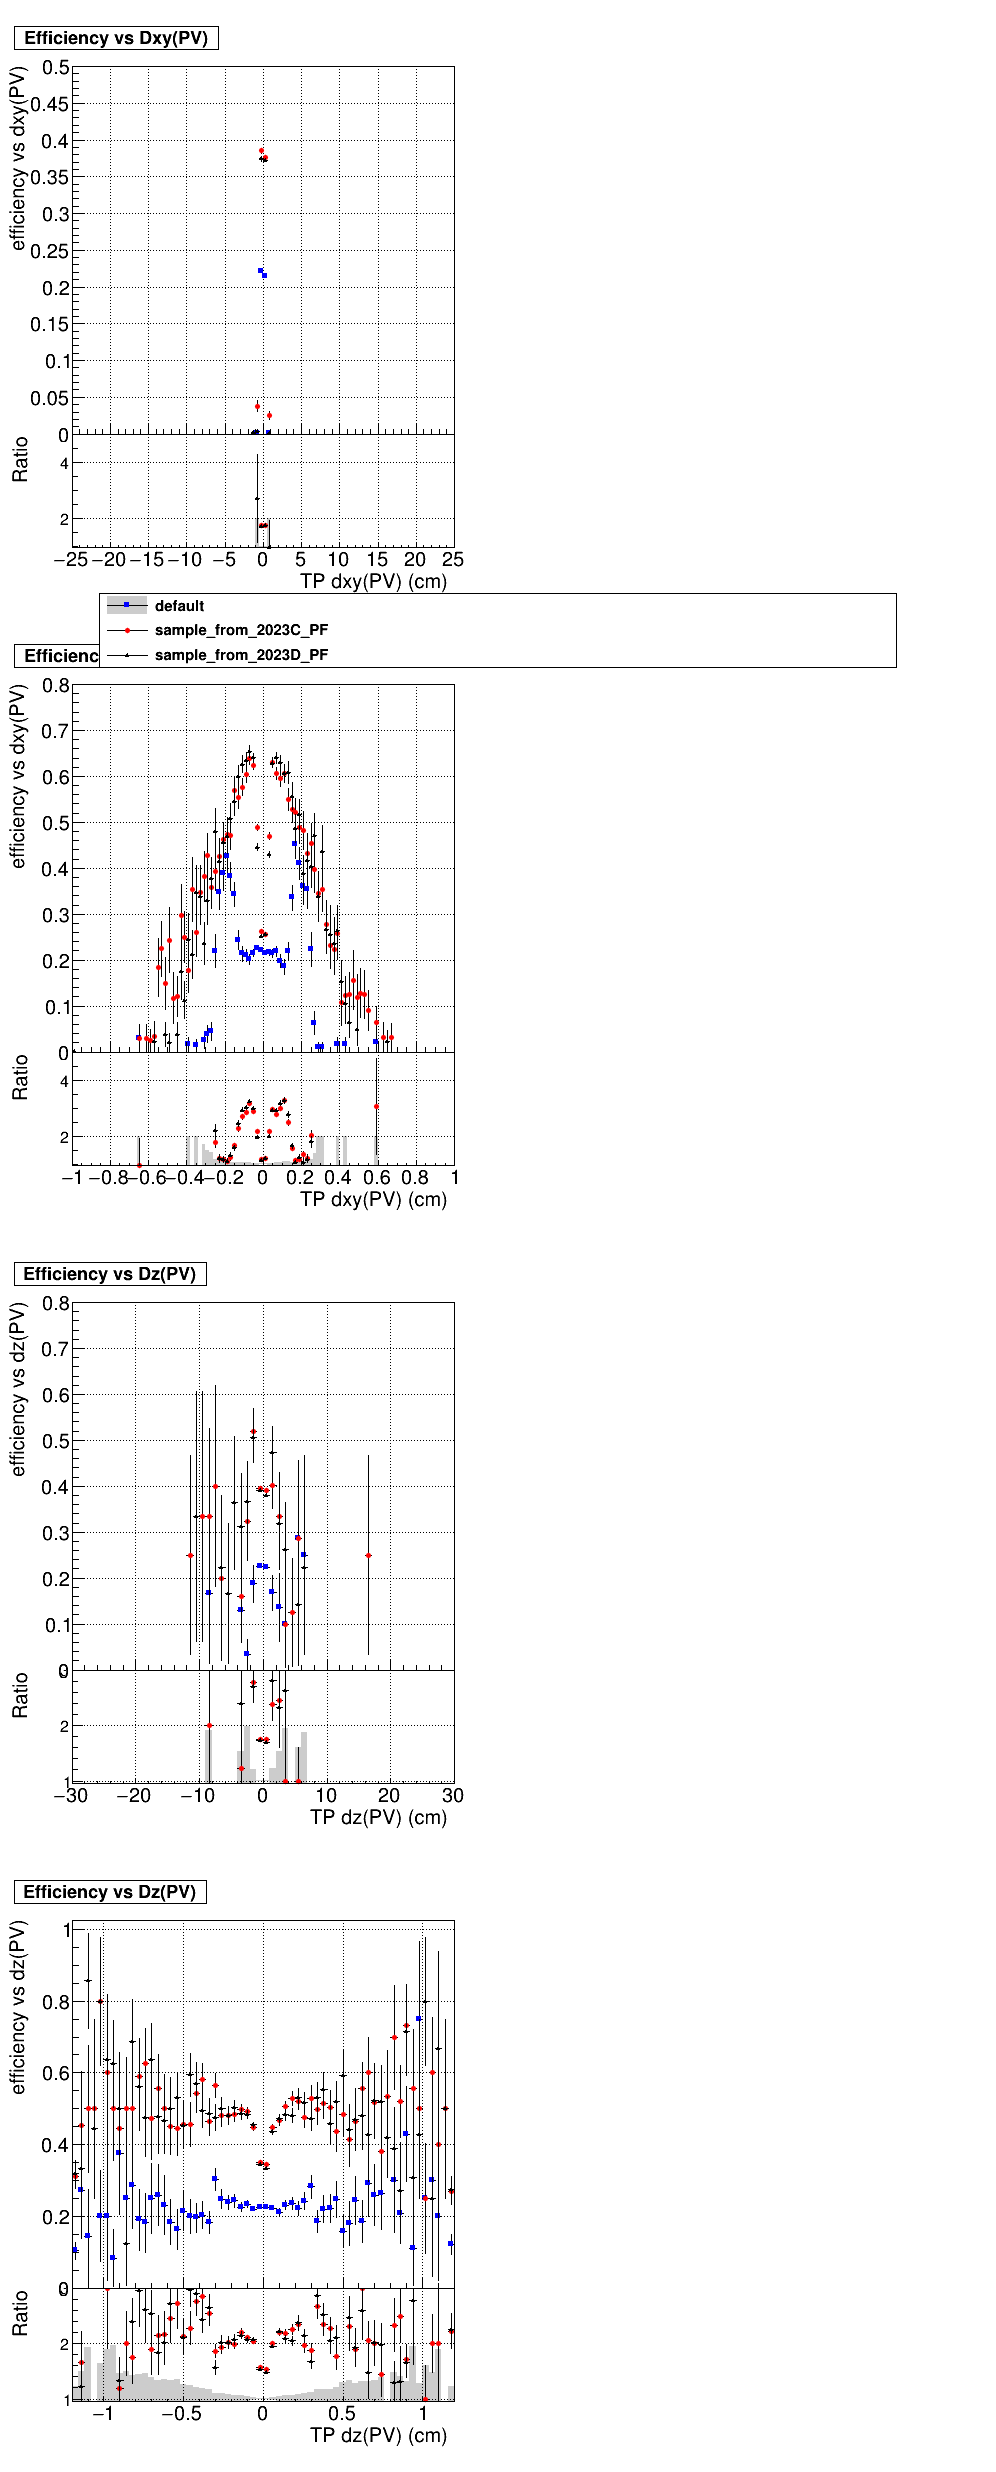 Efficiency vs Dxy(PV)
efficiency vs dxy(PV)
0.5
0.45
0.4
0.35
0.3
0.25
0.2
0.15
0.1
0.05
0
Ratio
4
2
−25 −20 −15 −10 −5 0 5 10 15 20 25
TP dxy(PV) (cm)
default
sample_from_2023C_PF
sample_from_2023D_PF
Efficienc
efficiency vs dxy(PV)
0.8
0.7
0.6
0.5
0.4
0.3
0.2
0.1
0
Ratio
4
2
−1 −0.8 −0.6 −0.4 −0.2 0 0.2 0.4 0.6 0.8 1
TP dxy(PV) (cm)
Efficiency vs Dz(PV)
efficiency vs dz(PV)
0.8
0.7
0.6
0.5
0.4
0.3
0.2
0.1
0
Ratio
2
1
−30 −20 −10 0 10 20 30
TP dz(PV) (cm)
Efficiency vs Dz(PV)
efficiency vs dz(PV)
1
0.8
0.6
0.4
0.2
0
Ratio
2
1
−1 −0.5 0 0.5 1
TP dz(PV) (cm)